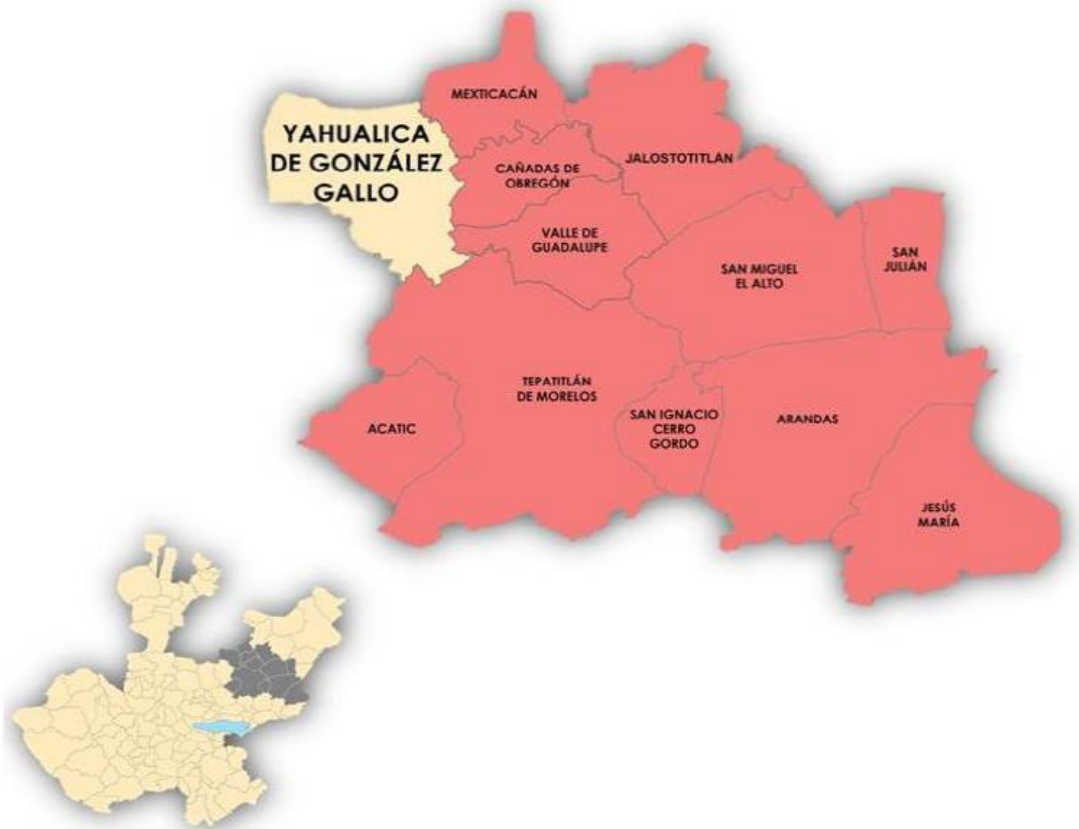 MEXTICACÁN
YAHUALICA
DE GONZÁLEZ
GALLO
CAÑADAS DE
OBREGÓN
JALOSTOTITLÁN
VALLE DE
GUADALUPE
SAN MIGUEL
EL ALTO
SAN
JULIÁN
TEPATITLÁN
DE MORELOS
ACATIC
SAN IGNACIO
CERRO
GORDO
ARANDAS
JESÚS
MARÍA